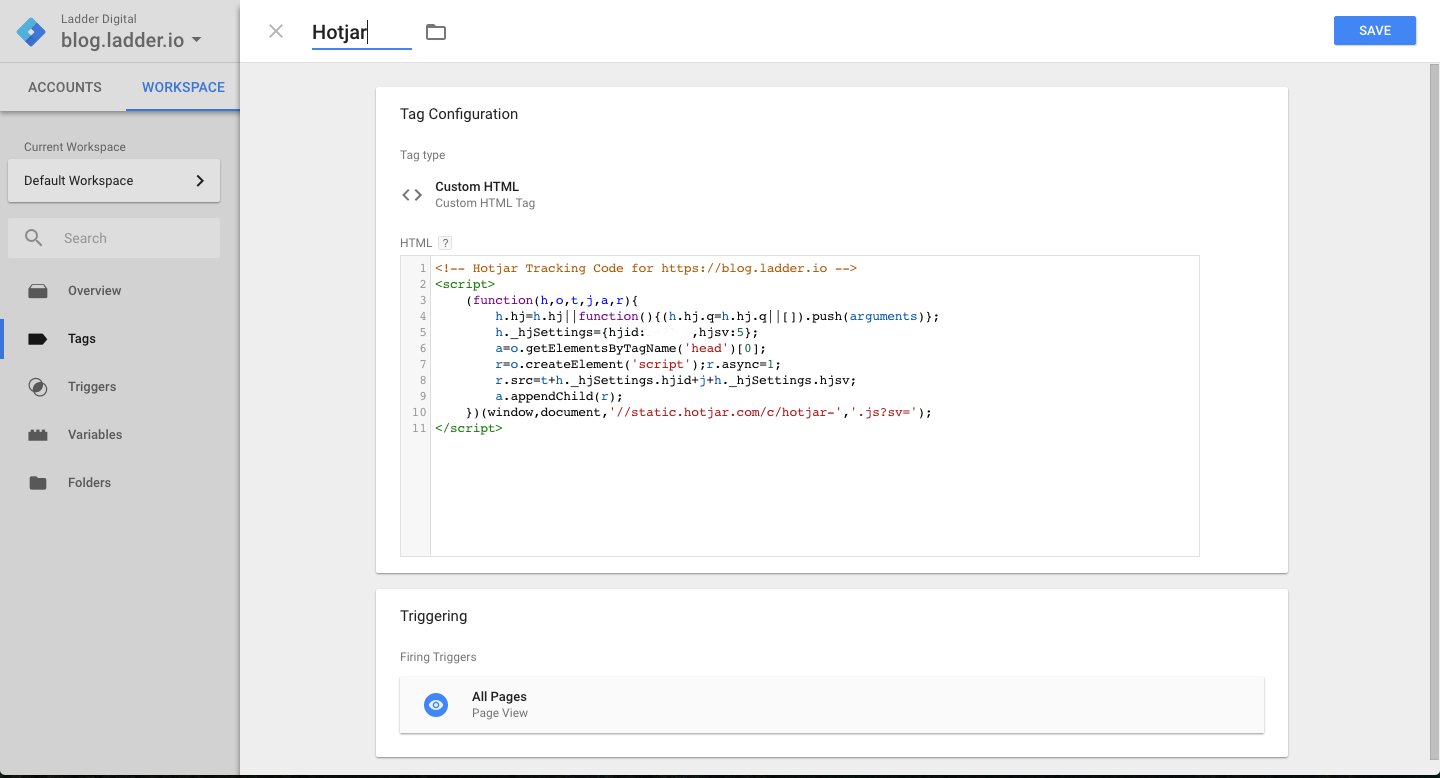 Ladder Digital
blog.ladder.io
ACCOUNTS
WORKSPACE
Current Workspace
Default Workspace
Search
Overview
Tags
Triggers
Variables
Folders
Hotjar
SAVE
Tag Configuration
Tag type
Custom HTML
Custom HTML Tag
HTML ?
1 <!-- Hotjar Tracking Code for https://blog.ladder.io -->
2 <script>
3 (function(h,o,t,j,a,r){
4 h.hj=h.hj||function(){(h.hj.q=h.hj.q||[]).push(arguments)};
5 h._hjSettings={hjid: ,hjsv:5};
6 a=o.getElementsByTagName('head')[0];
7 r=o.createElement('script');r.async=1;
8 r.src=t+h._hjSettings.hjid+j+h._hjSettings.hjsv;
9 a.appendChild(r);
10 })(window,document,'//static.hotjar.com/c/hotjar-','.js?sv=');
11 </script>
Triggering
Firing Triggers
All Pages
Page View